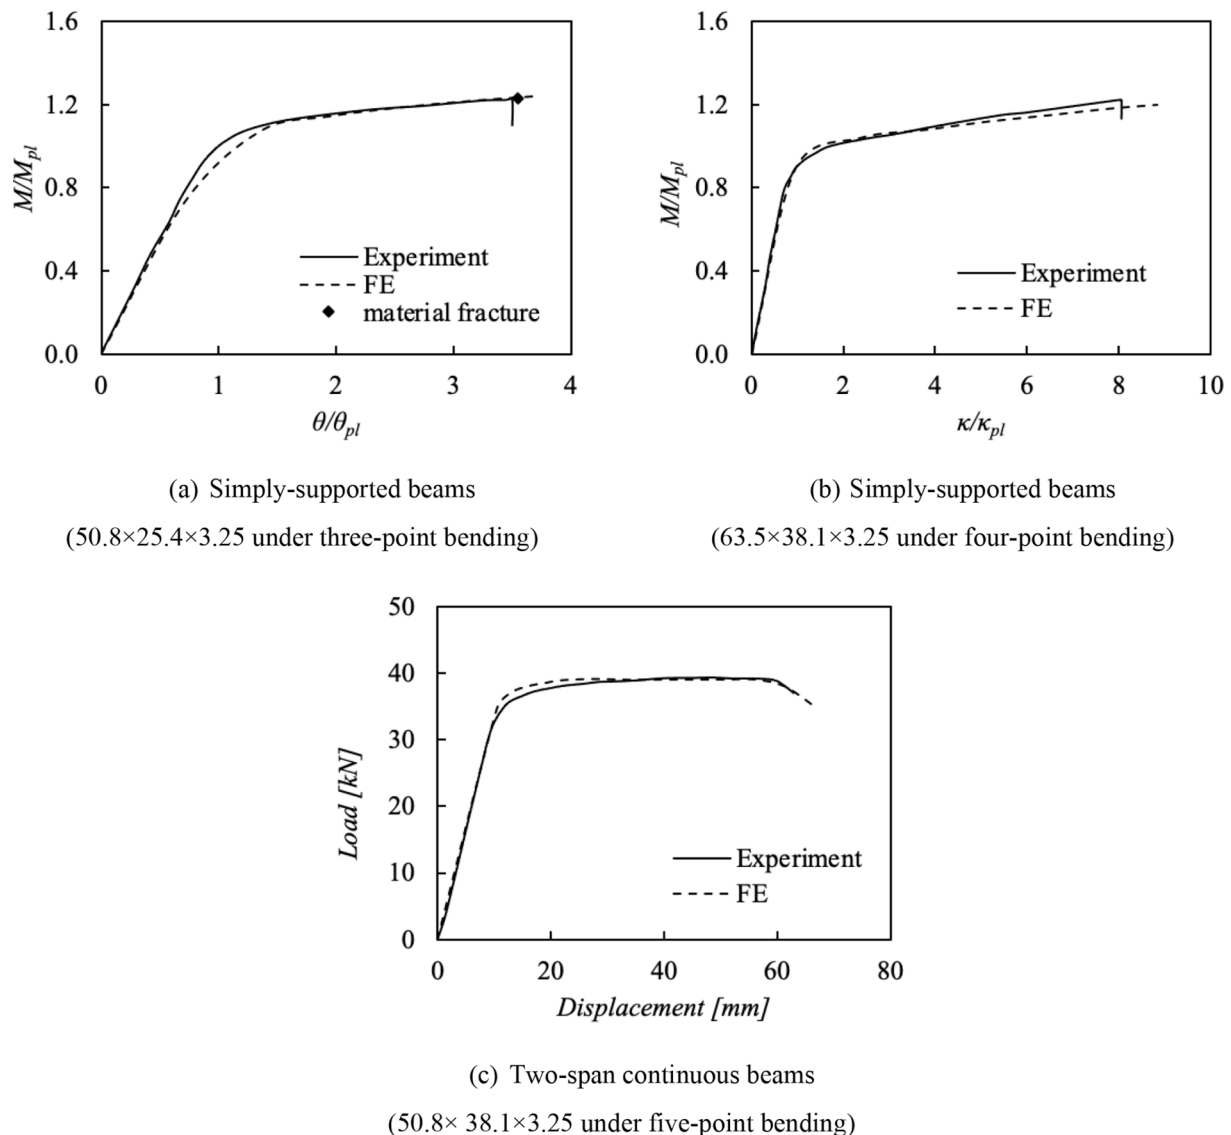 1.6
1.2
0.8
0.4
0.0
M/Mpl
Experiment
FE
material fracture
0 1 2 3 4
θ/θpl
(a) Simply-supported beams
(50.8×25.4×3.25 under three-point bending)
1.6
1.2
0.8
0.4
0.0
M/Mpl
Experiment
FE
0 2 4 6 8 10
κ/κpl
(b) Simply-supported beams
(63.5×38.1×3.25 under four-point bending)
50
40
30
20
10
0
Load [kN]
Experiment
FE
0 20 40 60 80
Displacement [mm]
(c) Two-span continuous beams
(50.8× 38.1×3.25 under five-point bending)